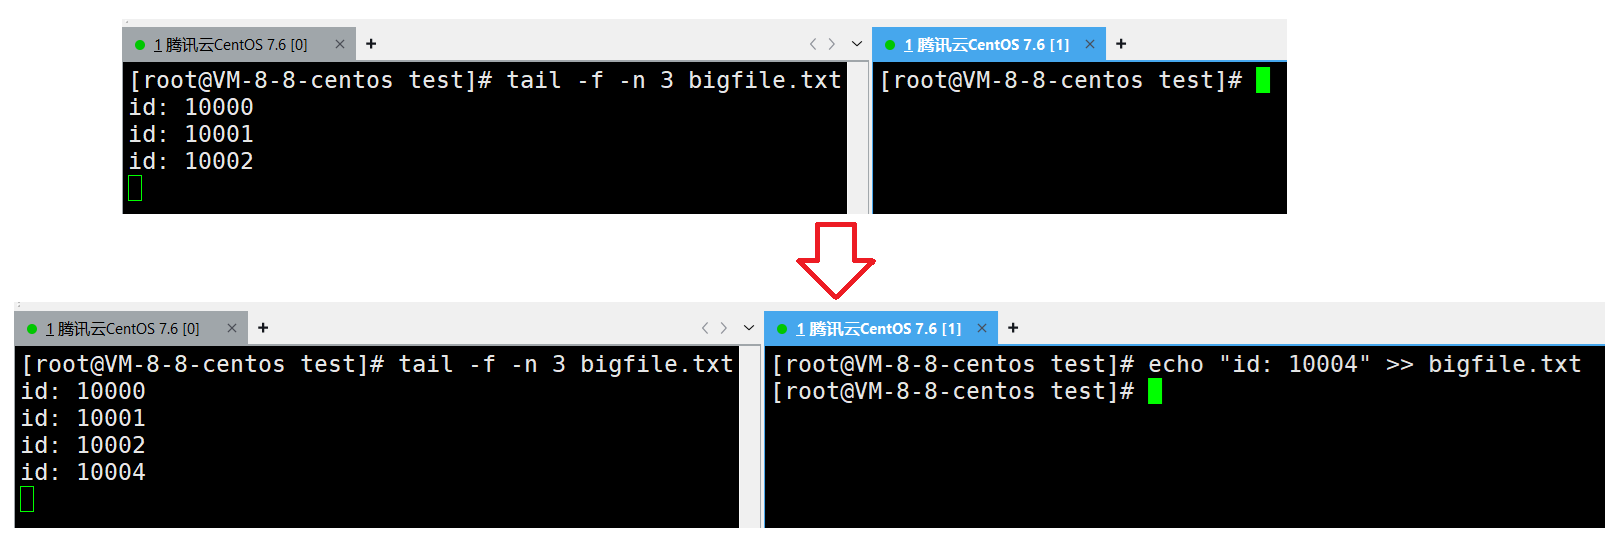 1 腾讯云CentOS 7.6 [0] × +
[root@VM-8-8-centos test]# tail -f -n 3 bigfile.txt
id: 10000
id: 10001
id: 10002
1 腾讯云CentOS 7.6 [1] × +
[root@VM-8-8-centos test]#
1 腾讯云CentOS 7.6 [0] × +
[root@VM-8-8-centos test]# tail -f -n 3 bigfile.txt
id: 10000
id: 10001
id: 10002
id: 10004
1 腾讯云CentOS 7.6 [1] × +
[root@VM-8-8-centos test]# echo "id: 10004" >> bigfile.txt
[root@VM-8-8-centos test]#